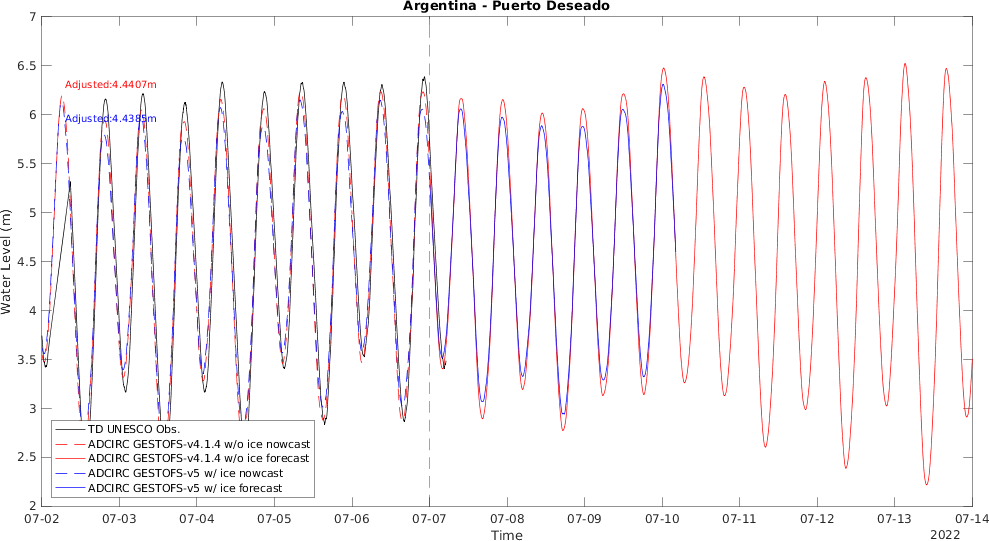 Argentina - Puerto Deseado
Water Level (m)
7
6.5
6
5.5
5
4.5
4
3.5
3
2.5
2
Adjusted:4.4407m
Adjusted:4.4385m
TD UNESCO Obs.
ADCIRC GESTOFS-v4.1.4 w/o ice nowcast
ADCIRC GESTOFS-v4.1.4 w/o ice forecast
ADCIRC GESTOFS-v5 w/ ice nowcast
ADCIRC GESTOFS-v5 w/ ice forecast
07-02 07-03 07-04 07-05 07-06 07-07 07-08 07-09 07-10 07-11 07-12 07-13 07-14
Time
2022